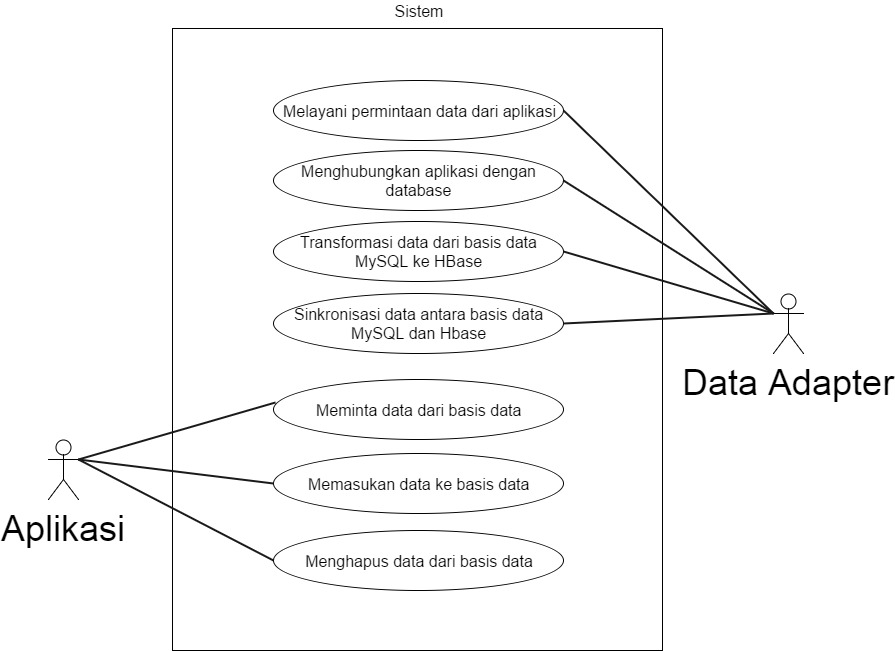 Sistem
Melayani permintaan data dari aplikasi
Menghubungkan aplikasi dengan
database
Transformasi data dari basis data
MySQL ke HBase
Sinkronisasi data antara basis data
MySQL dan Hbase
Data Adapter
Meminta data dari basis data
Memasukan data ke basis data
Aplikasi
Menghapus data dari basis data